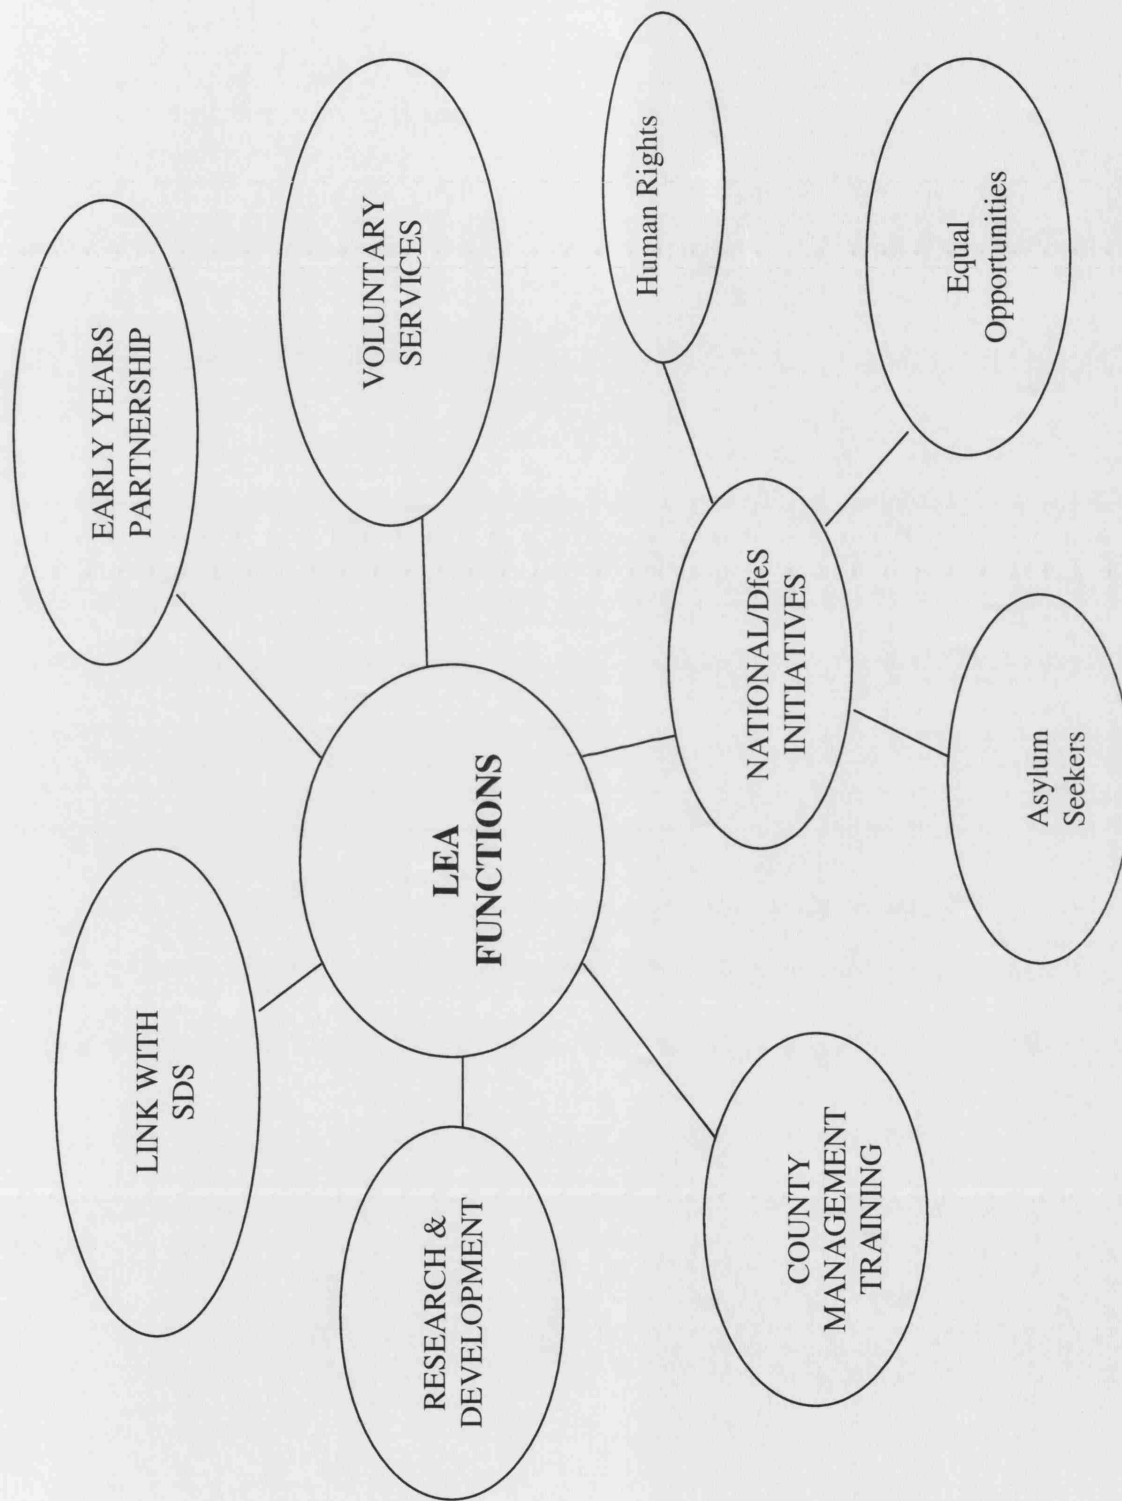 LINK WITH
SDS
EARLY YEARS
PARTNERSHIP
RESEARCH &
DEVELOPMENT
LEA
FUNCTIONS
VOLUNTARY
SERVICES
COUNTY
MANAGEMENT
TRAINING
NATIONAL/DfeS
INITIATIVES
Human Rights
Asylum
Seekers
Equal
Opportunities